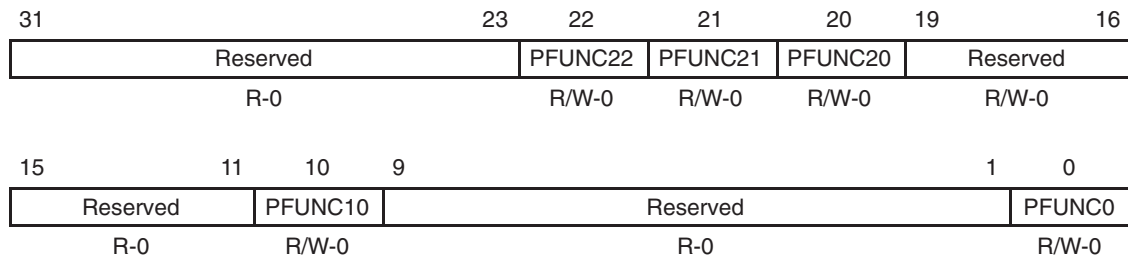 31 23 22 21 20 19 16
Reserved PFUNC22 PFUNC21 PFUNC20 Reserved
R-0 R/W-0 R/W-0 R/W-0 R/W-0
15 11 10 9 1 0
Reserved PFUNC10 Reserved PFUNC0
R-0 R/W-0 R-0 R/W-0